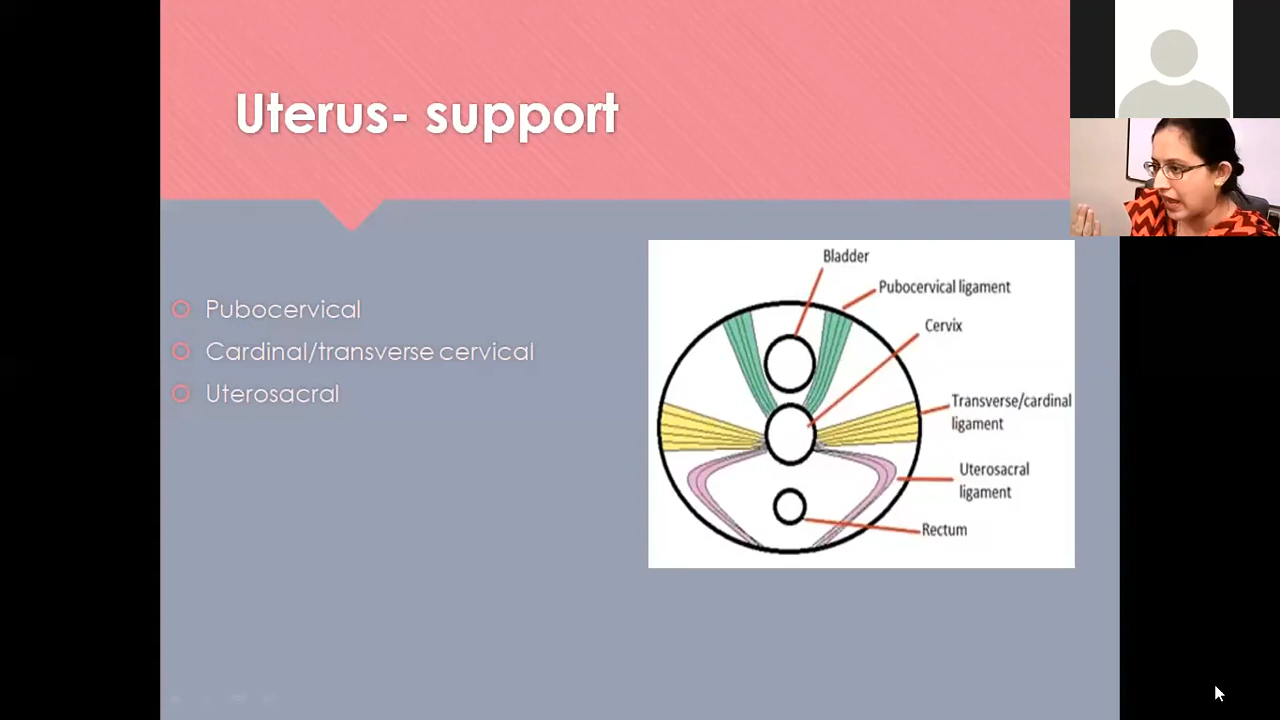 Uterus- support
Pubocervical
Cardinal/transverse cervical
Uterosacral
Bladder
Pubocervical ligament
Cervix
Transverse/cardinal
ligament
Uterosacral
ligament
Rectum